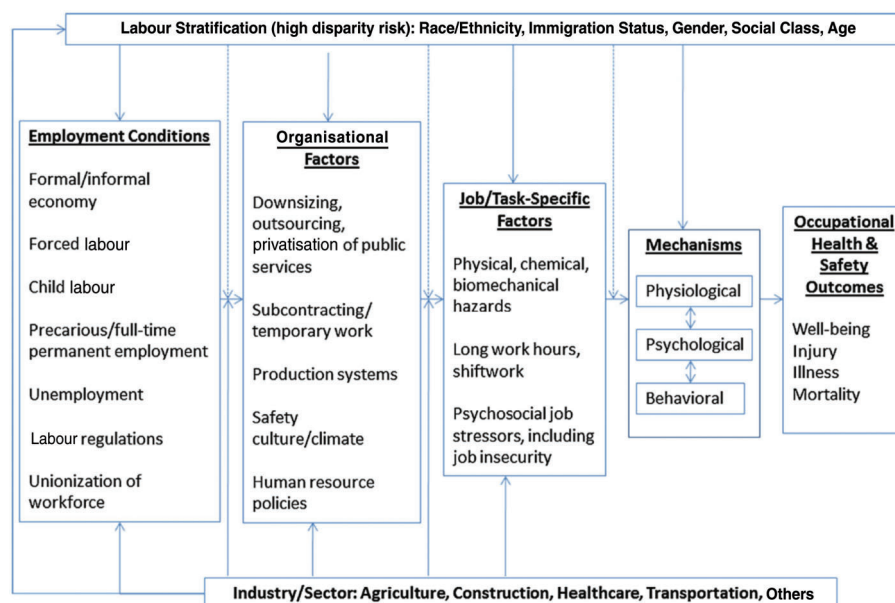 Labour Stratification (high disparity risk): Race/Ethnicity, Immigration Status, Gender, Social Class, Age
Employment Conditions
Formal/informal
economy
Forced labour
Child labour
Precarious/full-time
permanent employment
Unemployment
Labour regulations
Unionization of
workforce
Organisational
Factors
Downsizing,
outsourcing,
privatisation of public
services
Subcontracting/
temporary work
Production systems
Safety
culture/climate
Human resource
policies
Job/Task-Specific
Factors
Physical, chemical,
biomechanical
hazards
Long work hours,
shiftwork
Psychosocial job
stressors, including
job insecurity
Mechanisms
Physiological
Psychological
Behavioral
Occupational
Health &
Safety
Outcomes
Well-being
Injury
Illness
Mortality
Industry/Sector: Agriculture, Construction, Healthcare, Transportation, Others